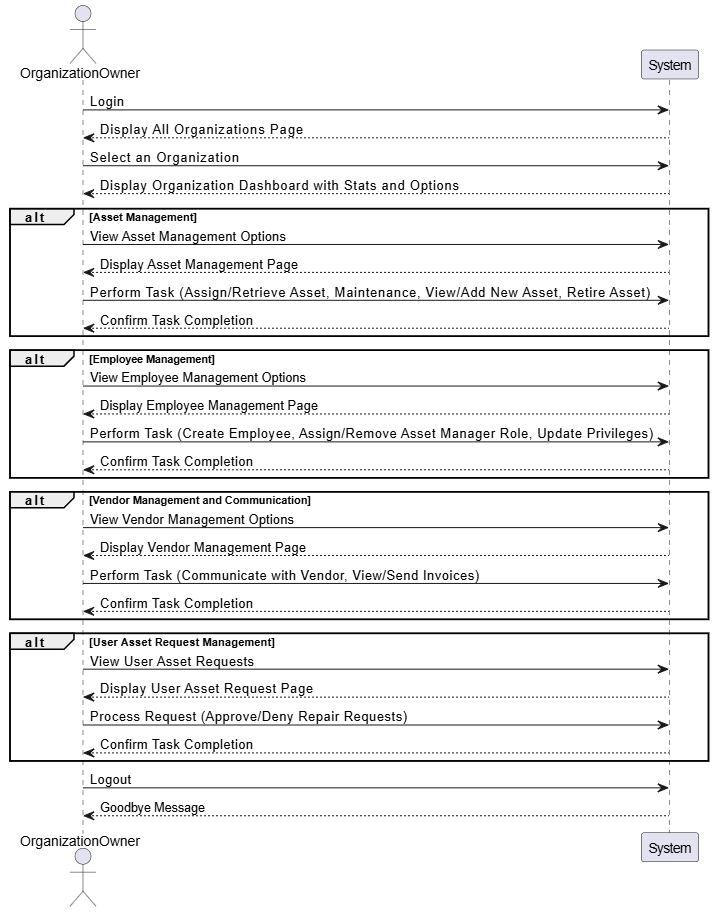 OrganizationOwner
System
Login
Display All Organizations Page
Select an Organization
Display Organization Dashboard with Stats and Options
alt [Asset Management]
View Asset Management Options
Display Asset Management Page
Perform Task (Assign/Retrieve Asset, Maintenance, View/Add New Asset, Retire Asset)
Confirm Task Completion
alt [Employee Management]
View Employee Management Options
Display Employee Management Page
Perform Task (Create Employee, Assign/Remove Asset Manager Role, Update Privileges)
Confirm Task Completion
alt [Vendor Management and Communication]
View Vendor Management Options
Display Vendor Management Page
Perform Task (Communicate with Vendor, View/Send Invoices)
Confirm Task Completion
alt [User Asset Request Management]
View User Asset Requests
Display User Asset Request Page
Process Request (Approve/Deny Repair Requests)
Confirm Task Completion
Logout
Goodbye Message
OrganizationOwner
System